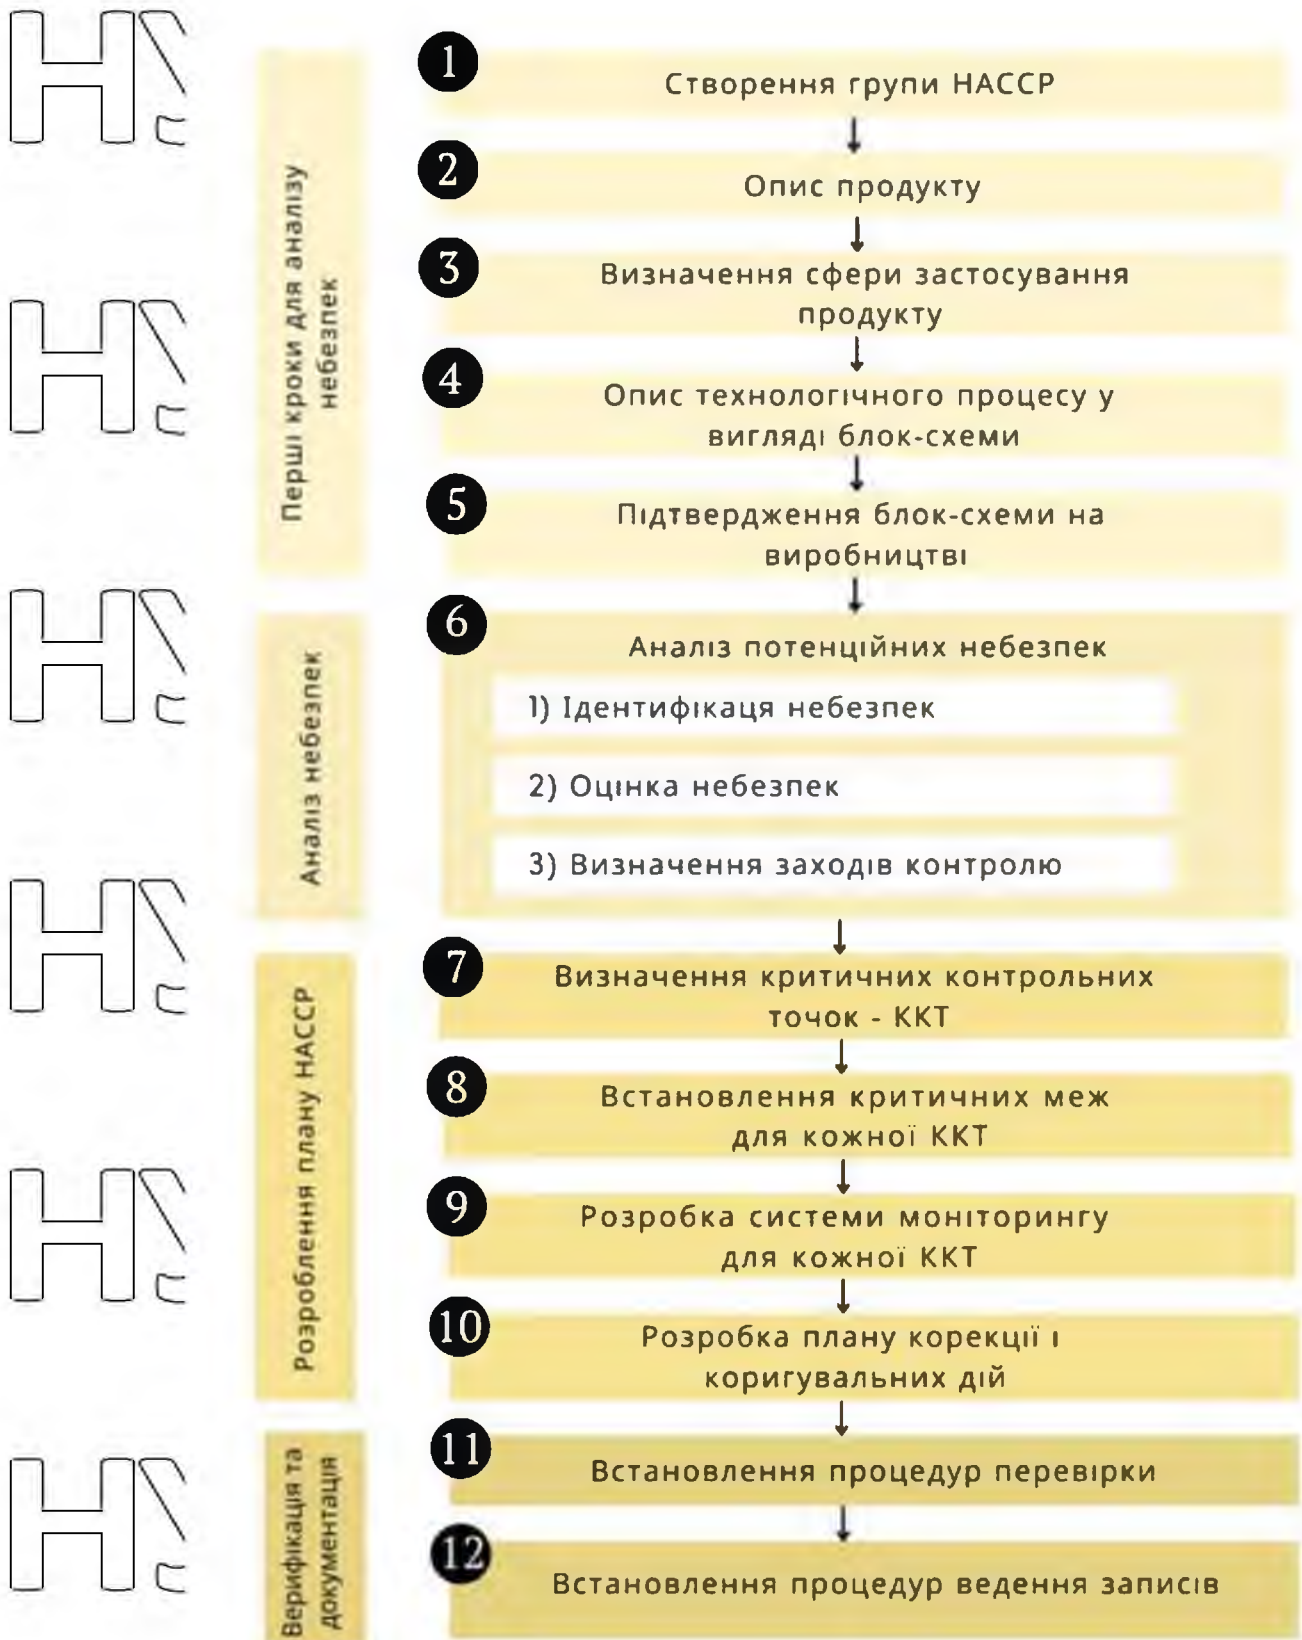 Перші кроки для аналізу
небезпек
1
Створення групи НАССР
2
Опис продукту
3
Визначення сфери застосування
продукту
4
Опис технологічного процесу у
вигляді блок-схеми
5
Підтвердження блок-схеми на
виробництві
Аналіз небезпек
6
Аналіз потенційних небезпек
1) Ідентифікаця небезпек
2) Оцінка небезпек
3) Визначення заходів контролю
Розроблення плану НАССР
7
Визначення критичних контрольних
точок - ККТ
8
Встановлення критичних меж
для кожної ККТ
9
Розробка системи моніторингу
для кожної ККТ
10
Розробка плану корекції і
коригувальних дій
Верифікація та
документація
11
Встановлення процедур перевірки
12
Встановлення процедур ведення записів